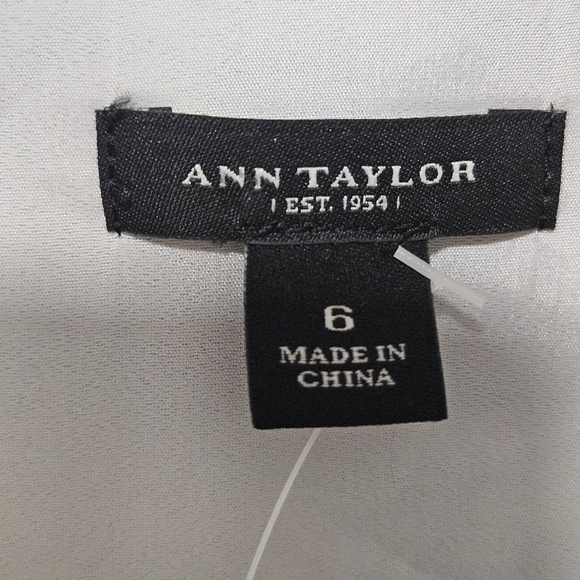 ANN TAYLOR
| EST. 1954 |
6
MADE IN
CHINA